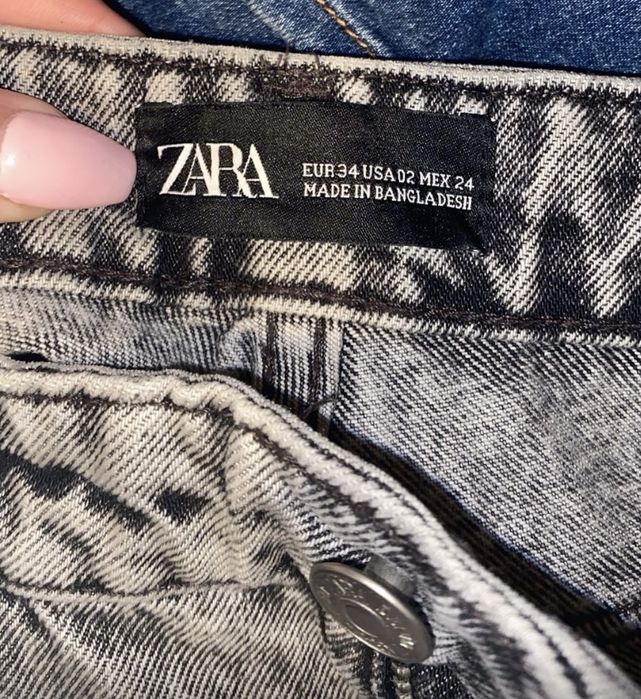 ZARA
EUR 34 USA 02 MEX 24
MADE IN BANGLADESH